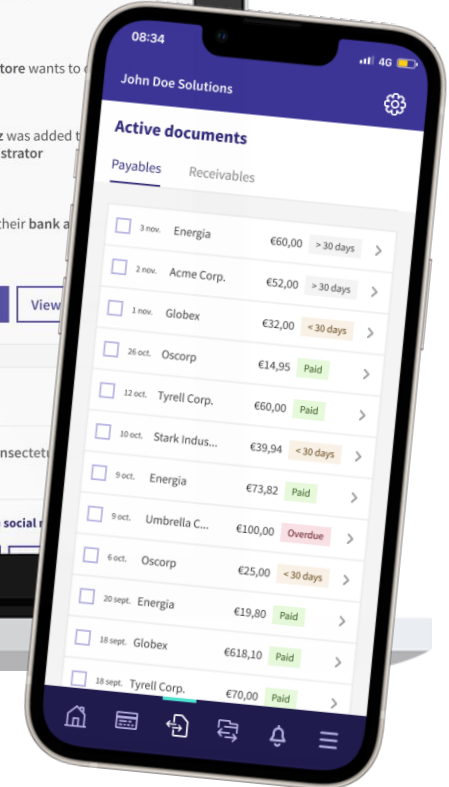 tore wants to
was added t
strator
their bank a
View
nsectetu
social
08:34
4G
John Doe Solutions
Active documents
Payables Receivables
3 nov. Energia €60,00 > 30 days
2 nov. Acme Corp. €52,00 > 30 days
1 nov. Globex €32,00 < 30 days
26 oct. Oscorp €14,95 Paid
12 oct. Tyrell Corp. €60,00 Paid
10 oct. Stark Indus... €39,94 < 30 days
9 oct. Energia €73,82 Paid
9 oct. Umbrella C... €100,00 Overdue
6 oct. Oscorp €25,00 < 30 days
20 sept. Energia €19,80 Paid
18 sept. Globex €618,10 Paid
18 sept. Tyrell Corp. €70,00 Paid